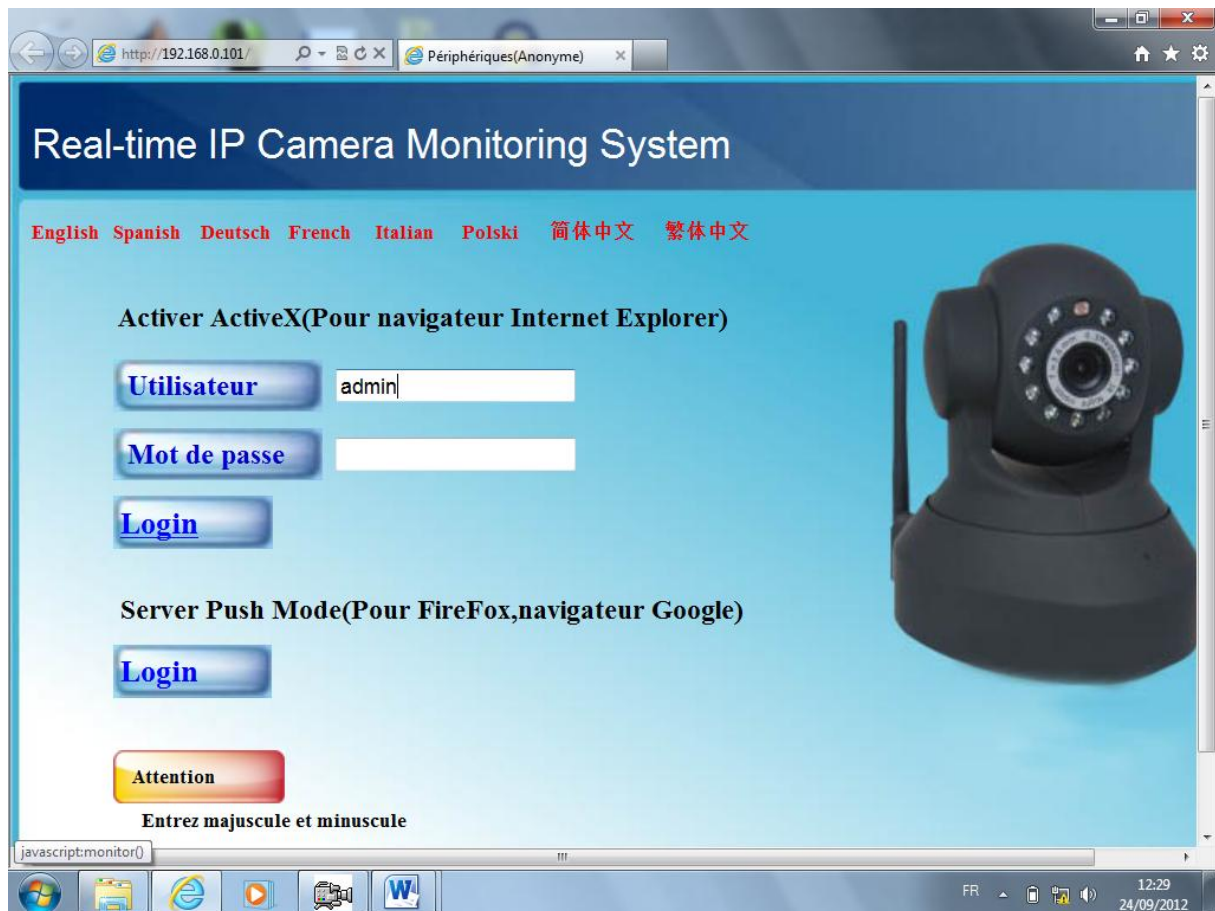 http://192.168.0.101/
Périphériques(Anonyme)
Real-time IP Camera Monitoring System
English Spanish Deutsch French Italian Polski 简体中文 繁体中文
Activer ActiveX(Pour navigateur Internet Explorer)
Utilisateur admin
Mot de passe
Login
Server Push Mode(Pour FireFox,navigateur Google)
Login
Attention
Entrez majuscule et minuscule
javascript:monitor()
FR 12:29
24/09/2012